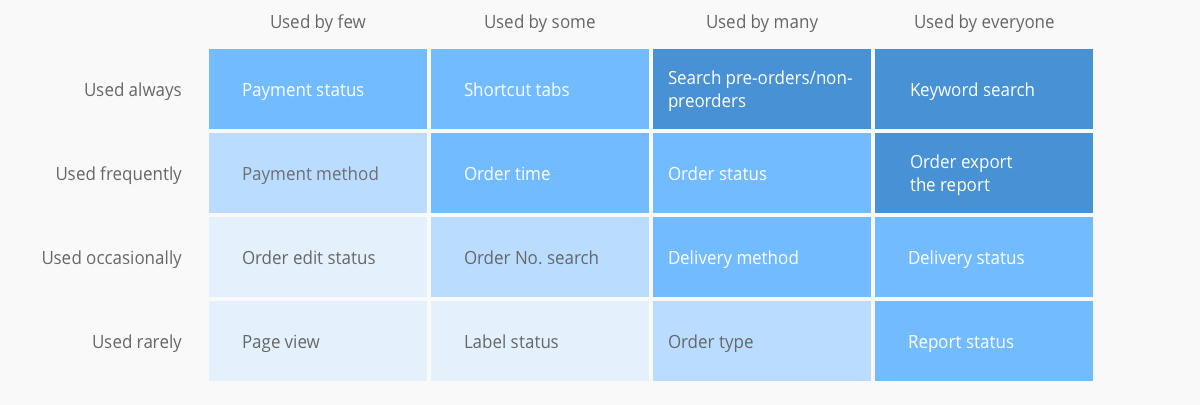 Used by few
Used by some
Used by many
Used by everyone
Used always
Payment status
Shortcut tabs
Search pre-orders/non-
preorders
Keyword search
Used frequently
Payment method
Order time
Order status
Order export
the report
Used occasionally
Order edit status
Order No. search
Delivery method
Delivery status
Used rarely
Page view
Label status
Order type
Report status